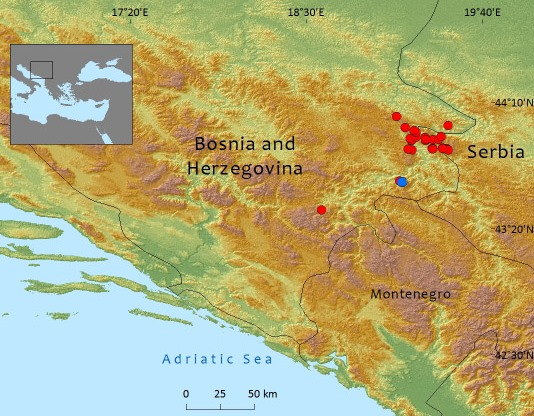 17°20'E 18°30'E 19°40'E
44°10'N
Bosnia and
Herzegovina
Serbia
43°20'N
Montenegro
42°30'N
Adriatic Sea
0 25 50 km